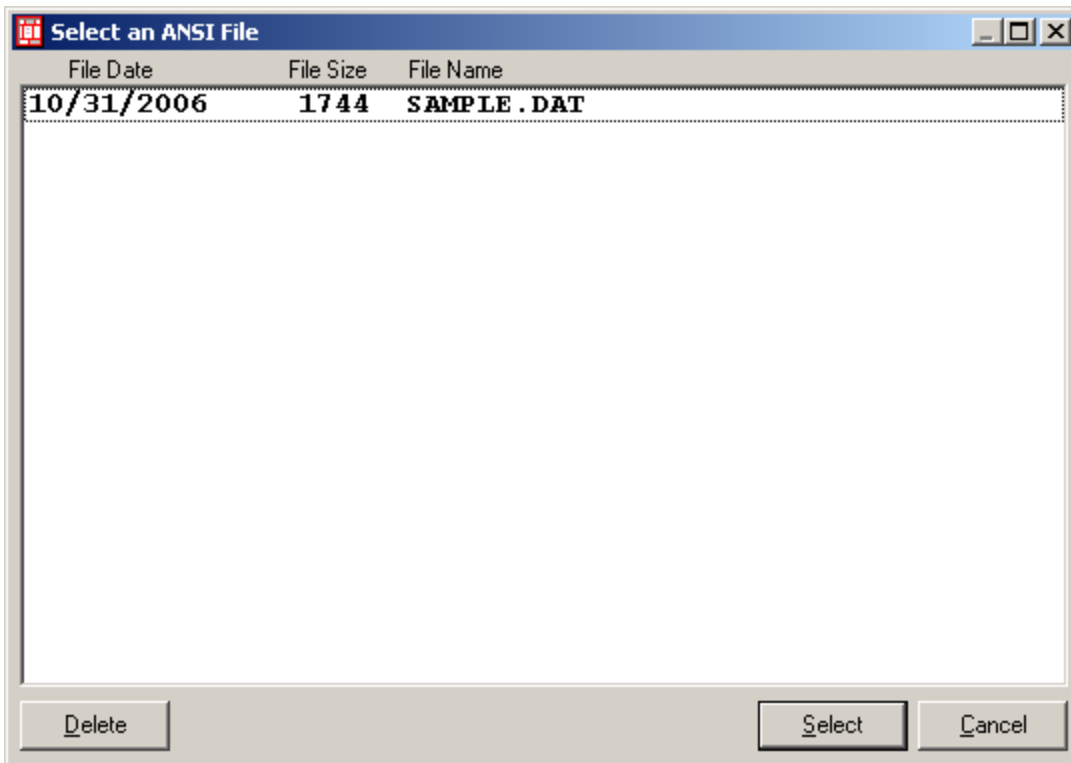 Select an ANSI File
File Date File Size File Name
10/31/2006 1744 SAMPLE.DAT
Delete Select Cancel